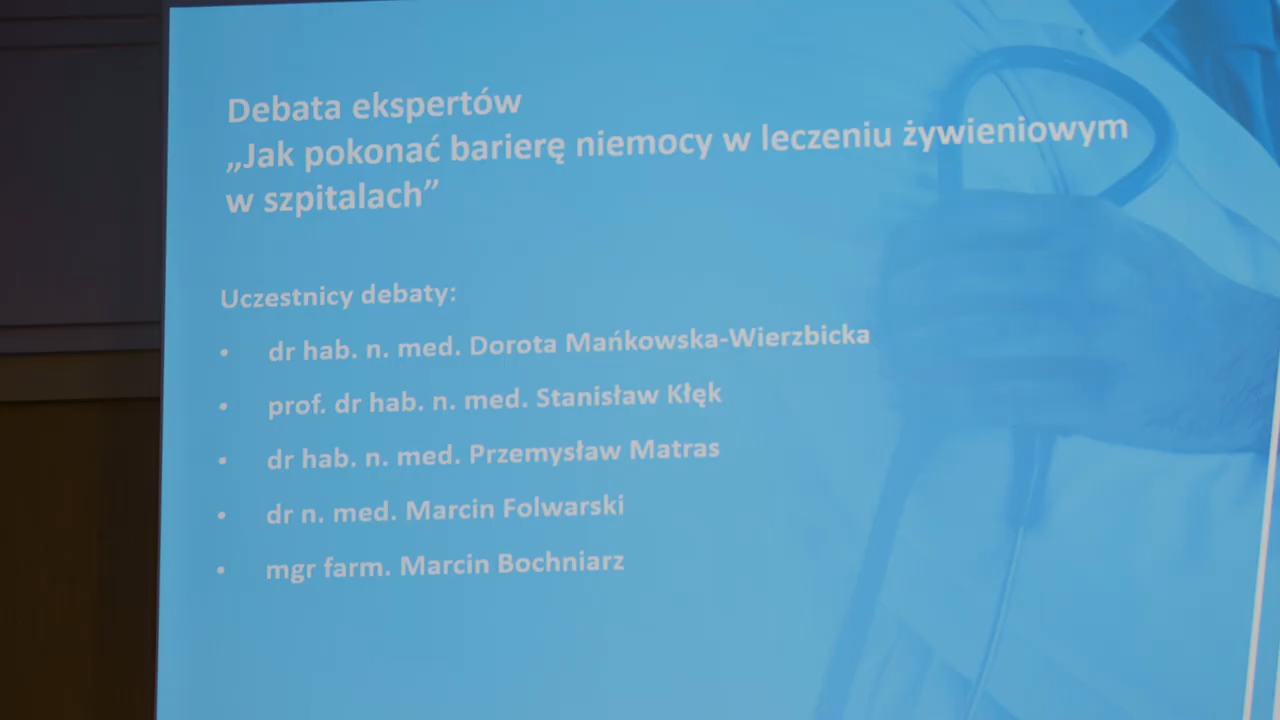 Debata ekspertów
„Jak pokonać barierę niemocy w leczeniu żywieniowym
w szpitalach”
Uczestnicy debaty:
• dr hab. n. med. Dorota Mańkowska-Wierzbicka
• prof. dr hab. n. med. Stanisław Kłęk
• dr hab. n. med. Przemysław Matras
• dr n. med. Marcin Folwarski
• mgr farm. Marcin Bochniarz